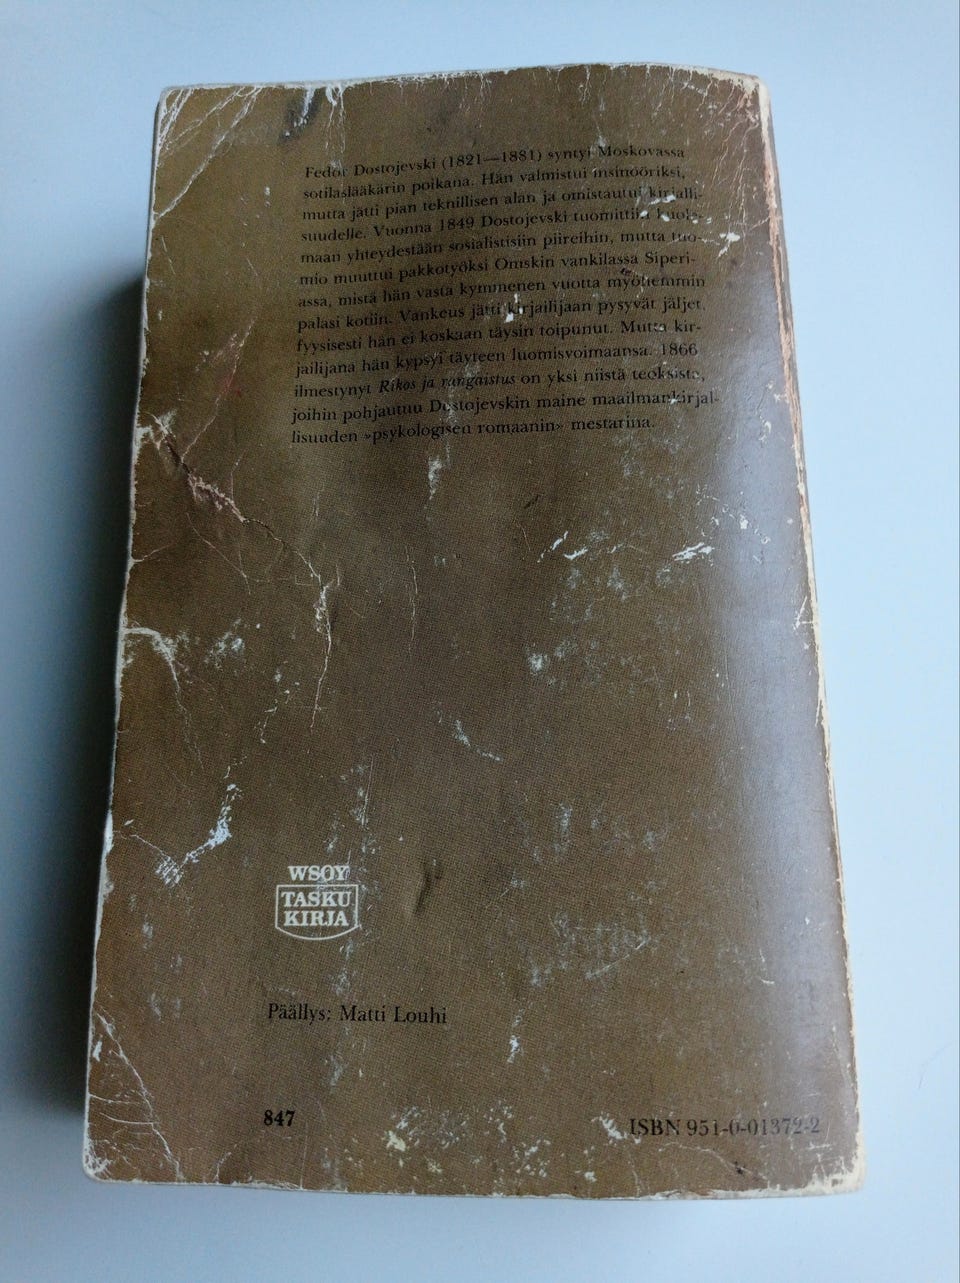 Fedor Dostojevski (1821—1881) syntyi Moskovassa
sotilaslääkärin poikana. Hän valmistui insinööriksi,
mutta jätti pian teknillisen alan ja omistautui kirjalli-
suudelle. Vuonna 1849 Dostojevski tuomittiin kuole-
maan yhteydestään sosialistisiin piireihin, mutta tuo-
mio muuttui pakkotyöksi Omskin vankilassa Siperi-
assa, mistä hän vasta kymmenen vuotta myöhemmin
palasi kotiin. Vankeus jätti kirjailijaan pysyvät jäljet,
fyysisesti hän ei koskaan täysin toipunut. Mutta kir-
jailijana hän kypsyi täyteen luomisvoimaansa. 1866
ilmestynyt Rikos ja rangaistus on yksi niistä teoksista,
joihin pohjautuu Dostojevskin maine maailmankirjal-
lisuuden »psykologisen romaanin» mestarina.
WSOY
TASKU
KIRJA
Päällys: Matti Louhi
847
ISBN 951-0-01372-2